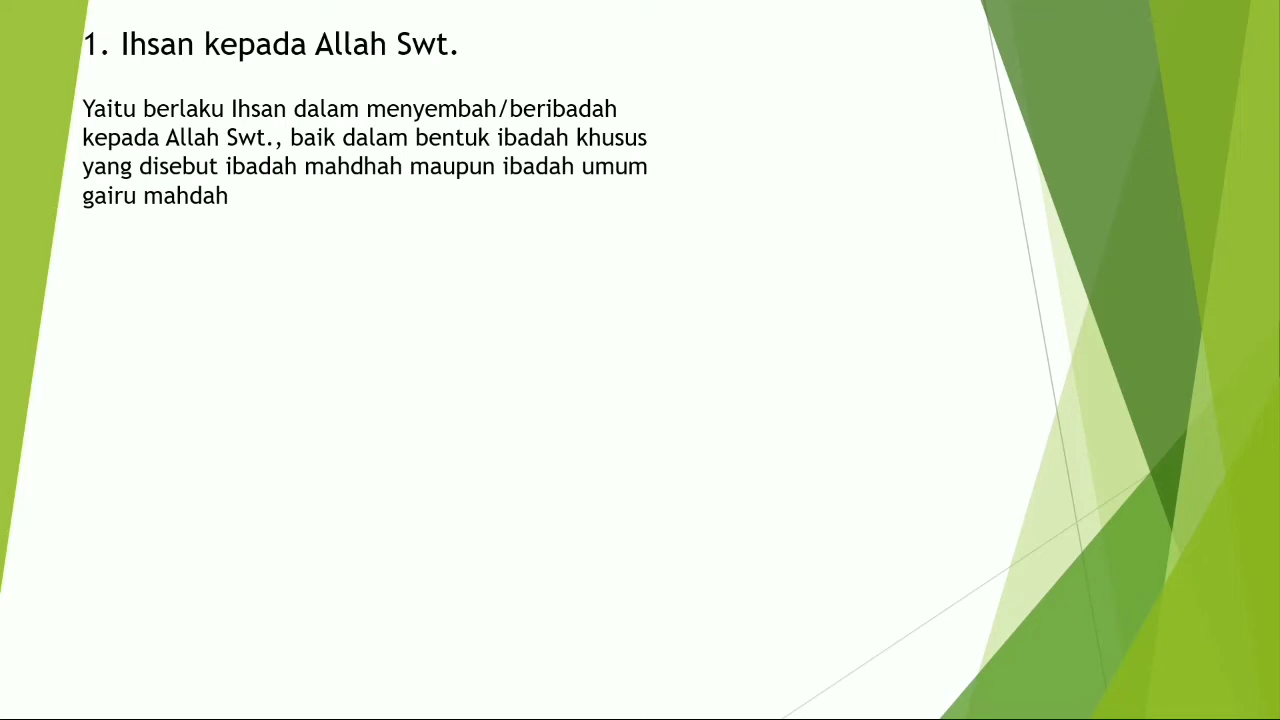 1. Ihsan kepada Allah Swt.
Yaitu berlaku Ihsan dalam menyembah/beribadah
kepada Allah Swt., baik dalam bentuk ibadah khusus
yang disebut ibadah mahdhah maupun ibadah umum
gairu mahdah